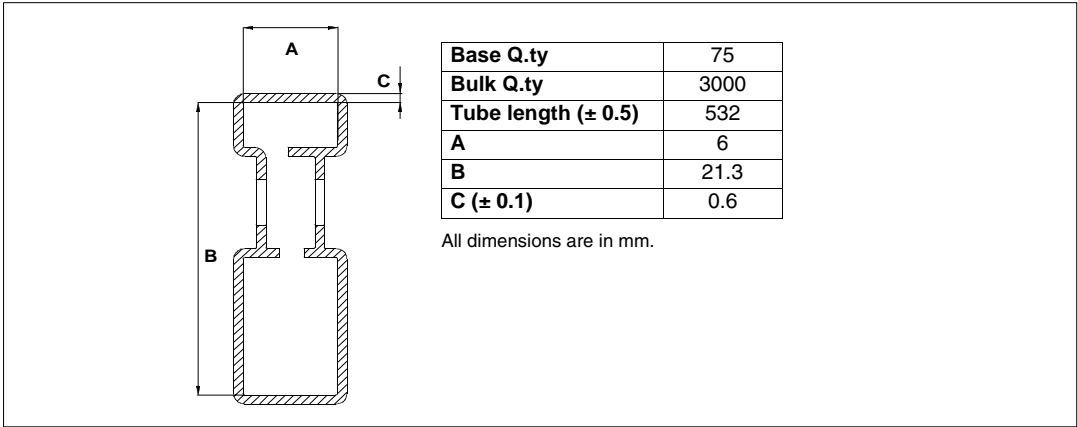 A
C
B
Base Q.ty 75
Bulk Q.ty 3000
Tube length (± 0.5) 532
A 6
B 21.3
C (± 0.1) 0.6
All dimensions are in mm.